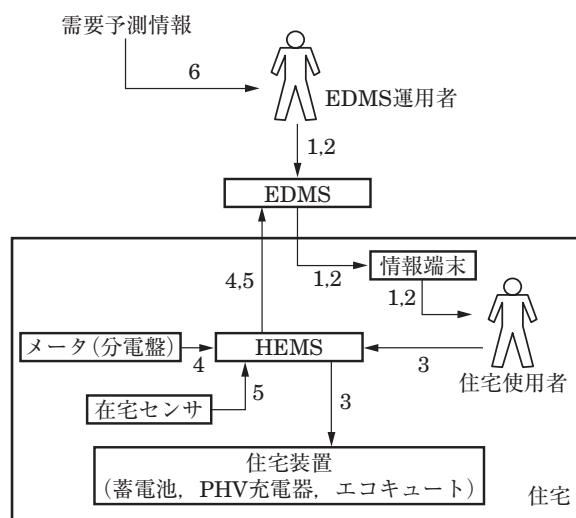 需要予測情報
6
EDMS運用者
1,2
EDMS
4,5
1,2
情報端末
1,2
メータ(分電盤)
4
HEMS
3
住宅使用者
在宅センサ
5
3
住宅装置
(蓄電池, PHV充電器, エコキュート)
住宅